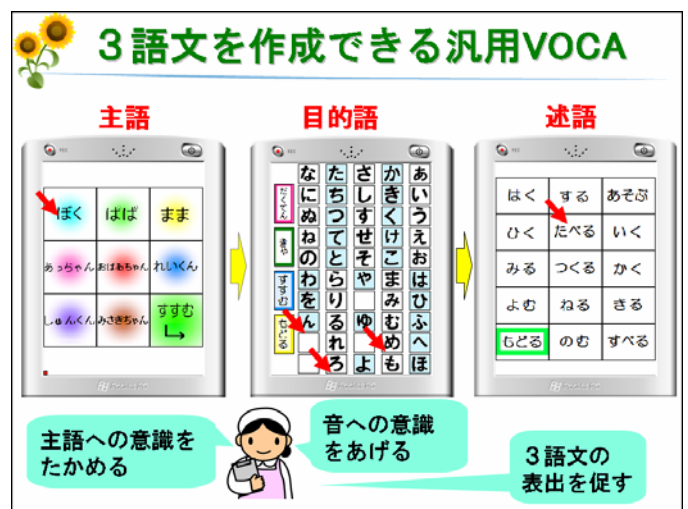 3語文を作成できる汎用VOCA
主語
ぼく ぱぱ まま
あっちゃん おばあちゃん れいくん
しゅんくん みさきちゃん すすむ
目的語
あいうえおはひふへほ
かきくけこまみむめも
さしすせそやゆよ
たちつてとらりるれろ
なにぬねのわをん
だくてん
すすむ
もどる
述語
はく する あそぶ
ひく たべる いく
みる つくる かく
よむ ねる きる
もどる のむ すべる
主語への意識を
たかめる
音への意識
をあげる
3語文の
表出を促す